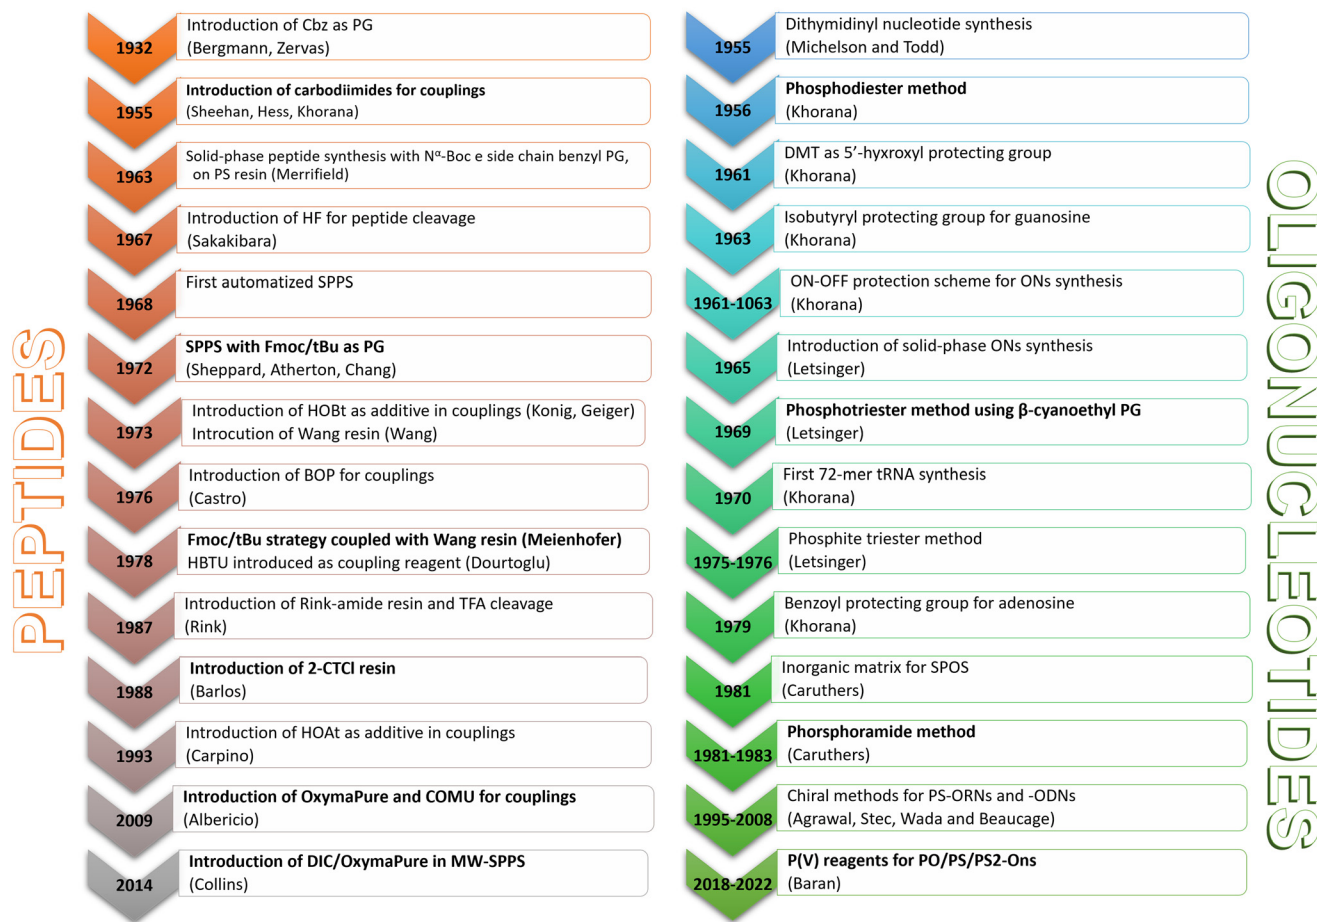 PEPTIDES
1932
Introduction of Cbz as PG
(Bergmann, Zervas)
1955
Introduction of carbodiimides for couplings
(Sheehan, Hess, Khorana)
1963
Solid-phase peptide synthesis with Nᵅ-Boc e side chain benzyl PG,
on PS resin (Merrifield)
1967
Introduction of HF for peptide cleavage
(Sakakibara)
1968
First automatized SPPS
1972
SPPS with Fmoc/tBu as PG
(Sheppard, Atherton, Chang)
1973
Introduction of HOBt as additive in couplings (Konig, Geiger)
Introcution of Wang resin (Wang)
1976
Introduction of BOP for couplings
(Castro)
1978
Fmoc/tBu strategy coupled with Wang resin (Meienhofer)
HBTU introduced as coupling reagent (Dourtoglu)
1987
Introduction of Rink-amide resin and TFA cleavage
(Rink)
1988
Introduction of 2-CTCl resin
(Barlos)
1993
Introduction of HOAt as additive in couplings
(Carpino)
2009
Introduction of OxymaPure and COMU for couplings
(Albericio)
2014
Introduction of DIC/OxymaPure in MW-SPPS
(Collins)
1955
Dithymidinyl nucleotide synthesis
(Michelson and Todd)
1956
Phosphodiester method
(Khorana)
1961
DMT as 5’-hyxroxyl protecting group
(Khorana)
1963
Isobutyryl protecting group for guanosine
(Khorana)
1961-1063
ON-OFF protection scheme for ONs synthesis
(Khorana)
1965
Introduction of solid-phase ONs synthesis
(Letsinger)
1969
Phosphotriester method using β-cyanoethyl PG
(Letsinger)
1970
First 72-mer tRNA synthesis
(Khorana)
1975-1976
Phosphite triester method
(Letsinger)
1979
Benzoyl protecting group for adenosine
(Khorana)
1981
Inorganic matrix for SPOS
(Caruthers)
1981-1983
Phorsphoramide method
(Caruthers)
1995-2008
Chiral methods for PS-ORNs and -ODNs
(Agrawal, Stec, Wada and Beaucage)
2018-2022
P(V) reagents for PO/PS/PS2-Ons
(Baran)
OLIGONUCLEOTIDES